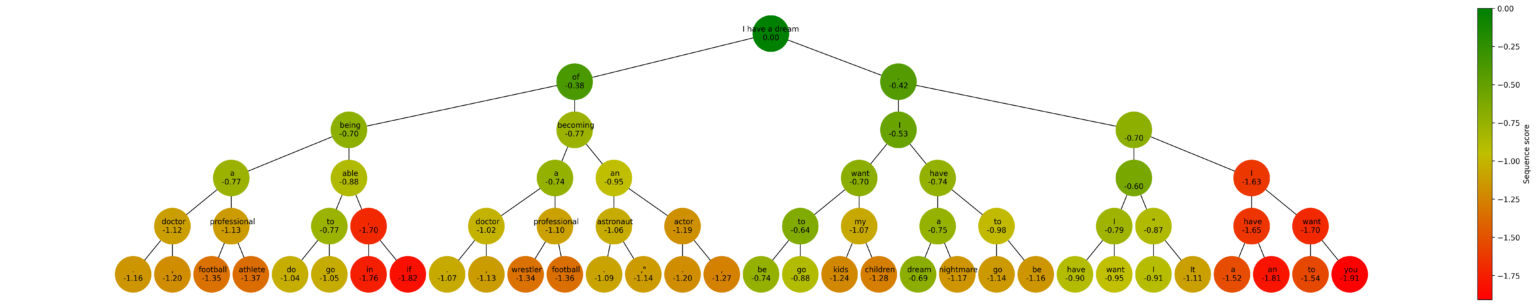 I have a dream
0.00
of
-0.38
.
-0.42
being
-0.70
becoming
-0.77
I
-0.53
-0.70
a
-0.77
able
-0.88
a
-0.74
an
-0.95
want
-0.70
have
-0.74
-0.60
I
-1.63
doctor
-1.12
professional
-1.13
to
-0.77
,
-1.70
doctor
-1.02
professional
-1.10
astronaut
-1.06
actor
-1.19
to
-0.64
my
-1.07
a
-0.75
to
-0.98
I
-0.79
"
-0.87
have
-1.65
want
-1.70
.
-1.16
,
-1.20
football
-1.35
athlete
-1.37
do
-1.04
go
-1.05
in
-1.76
if
-1.82
.
-1.07
,
-1.13
wrestler
-1.34
football
-1.36
.
-1.09
,"
-1.14
.
-1.20
,
-1.27
be
-0.74
go
-0.88
kids
-1.24
children
-1.28
dream
-0.69
nightmare
-1.17
go
-1.14
be
-1.16
have
-0.90
want
-0.95
I
-0.91
It
-1.11
a
-1.52
an
-1.81
to
-1.54
you
-1.91
0.00
−0.25
−0.50
−0.75
−1.00
−1.25
−1.50
−1.75
Sequence score